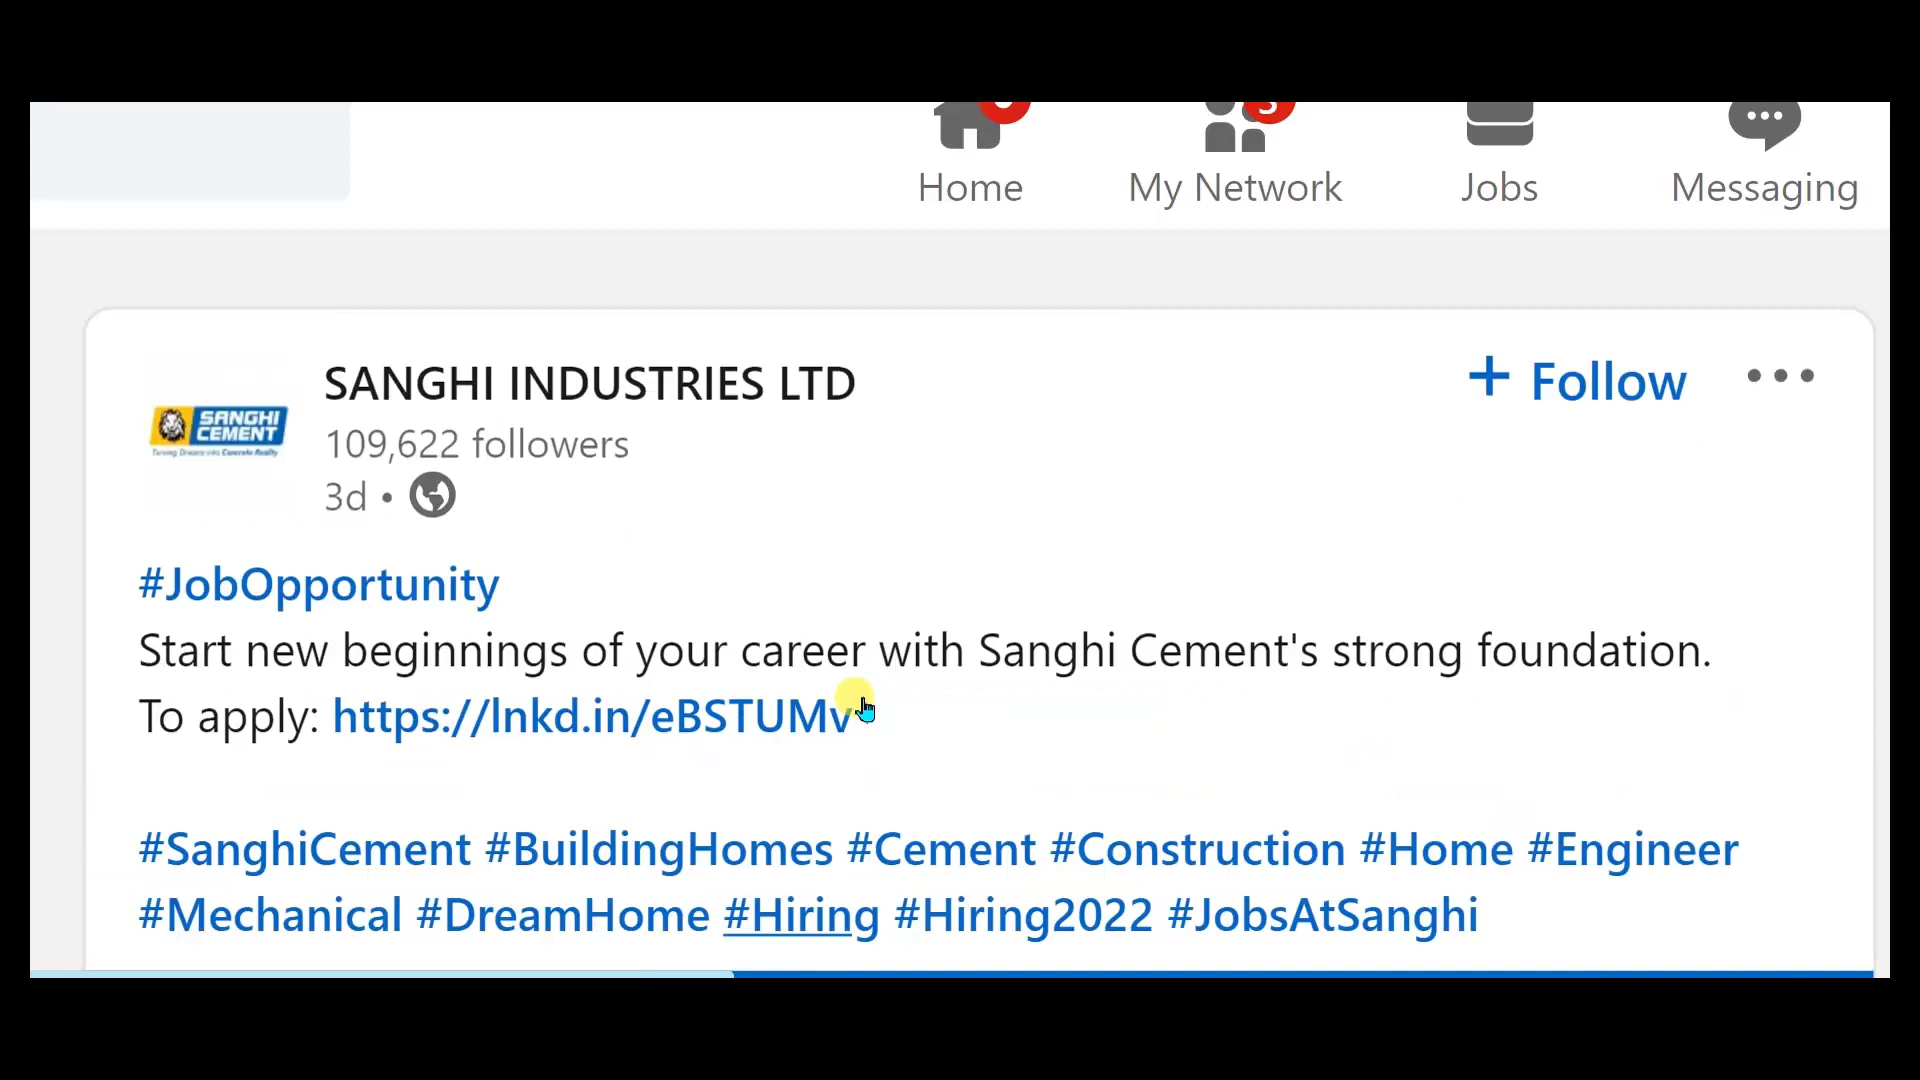 Home My Network Jobs Messaging
SANGHI INDUSTRIES LTD
+ Follow
109,622 followers
3d •
SANGHI
CEMENT
Turning Dreams into Concrete Reality
#JobOpportunity
Start new beginnings of your career with Sanghi Cement's strong foundation.
To apply: https://lnkd.in/eBSTUMv
#SanghiCement #BuildingHomes #Cement #Construction #Home #Engineer
#Mechanical #DreamHome #Hiring #Hiring2022 #JobsAtSanghi